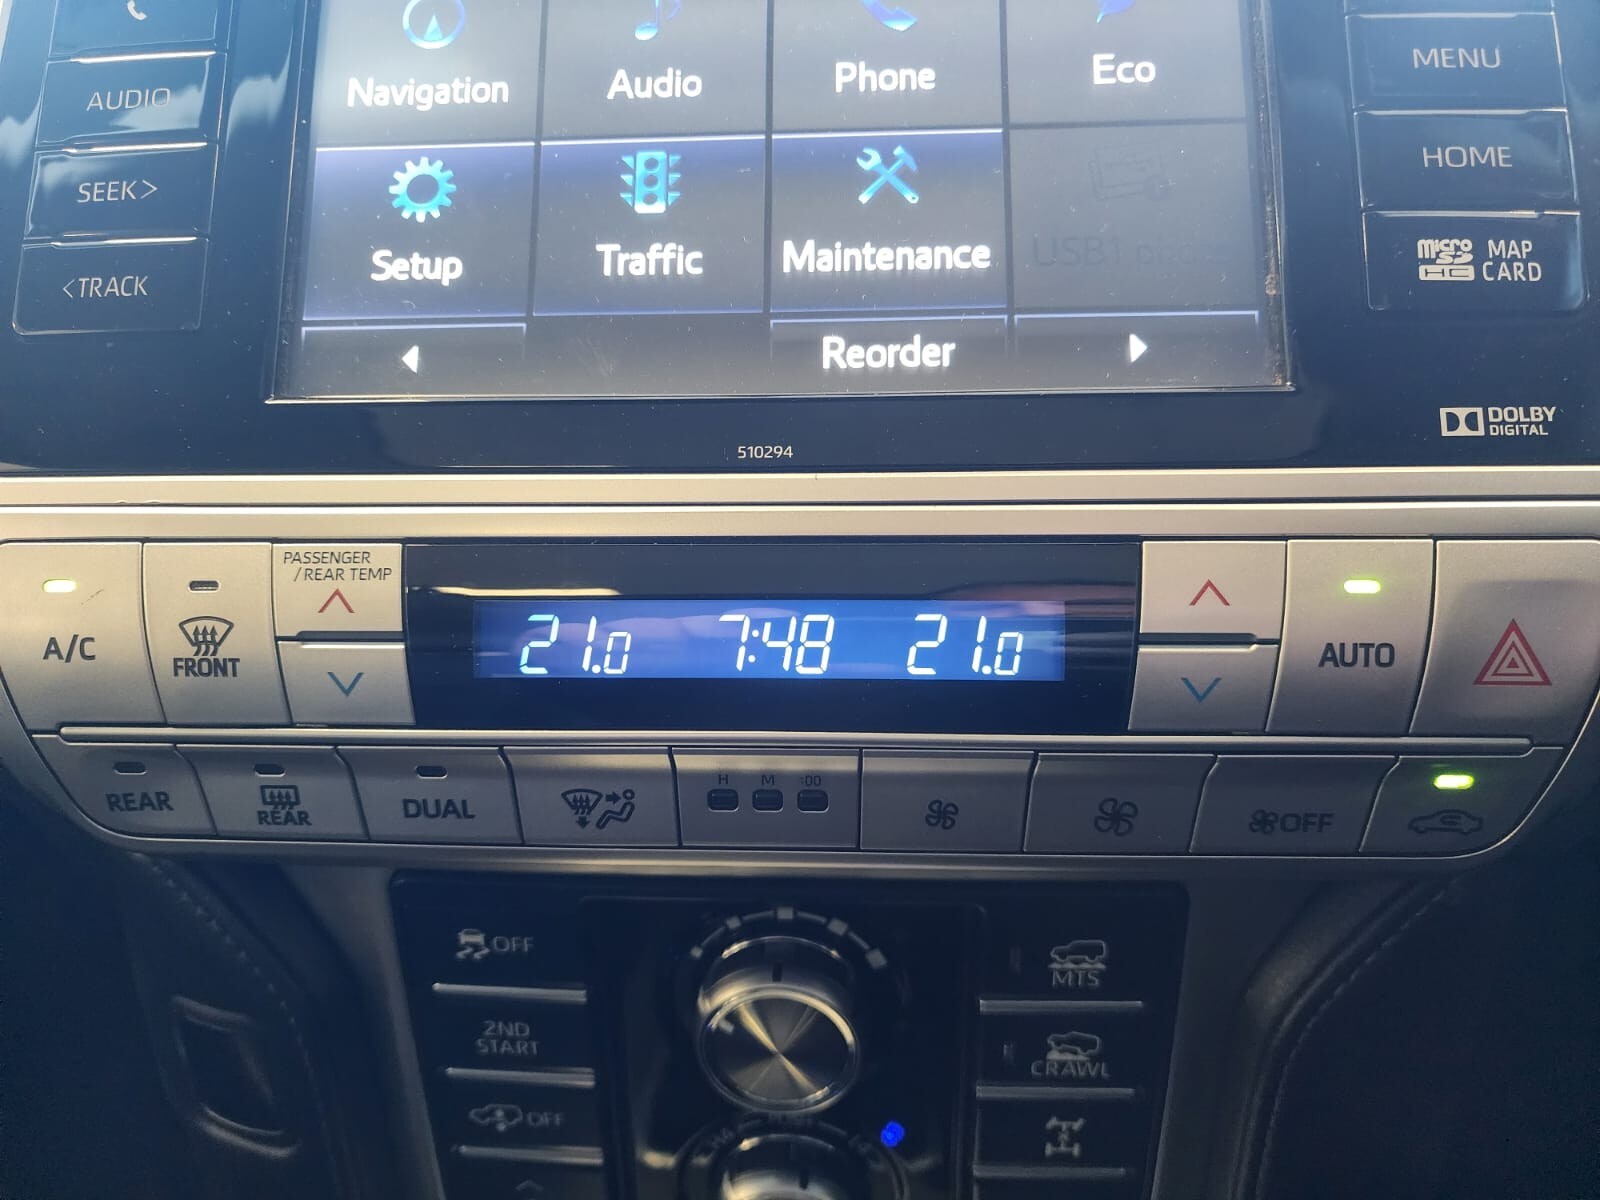 Navigation
Audio
Phone
Eco
AUDIO
SEEK>
<TRACK
MENU
HOME
micro
SD
HC
MAP
CARD
Setup
Traffic
Maintenance
Reorder
DOLBY
DIGITAL
510294
A/C
FRONT
PASSENGER
/REAR TEMP
21.0
7:48
21.0
AUTO
REAR
REAR
DUAL
H
M
:00
OFF
OFF
2ND
START
OFF
MTS
CRAWL